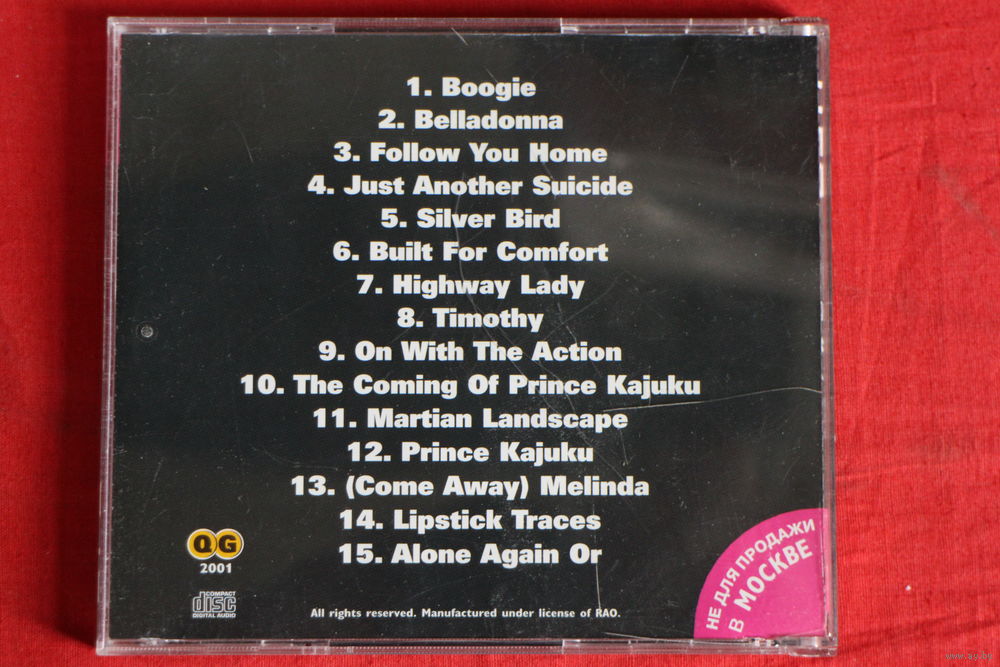 1. Boogie
2. Belladonna
3. Follow You Home
4. Just Another Suicide
5. Silver Bird
6. Built For Comfort
7. Highway Lady
8. Timothy
9. On With The Action
10. The Coming Of Prince Kajuku
11. Martian Landscape
12. Prince Kajuku
13. (Come Away) Melinda
14. Lipstick Traces
15. Alone Again Or
QG
2001
COMPACT
disc
DIGITAL AUDIO
All rights reserved. Manufactured under license of RAO.
НЕ ДЛЯ ПРОДАЖИ
В МОСКВЕ
www.ay.by